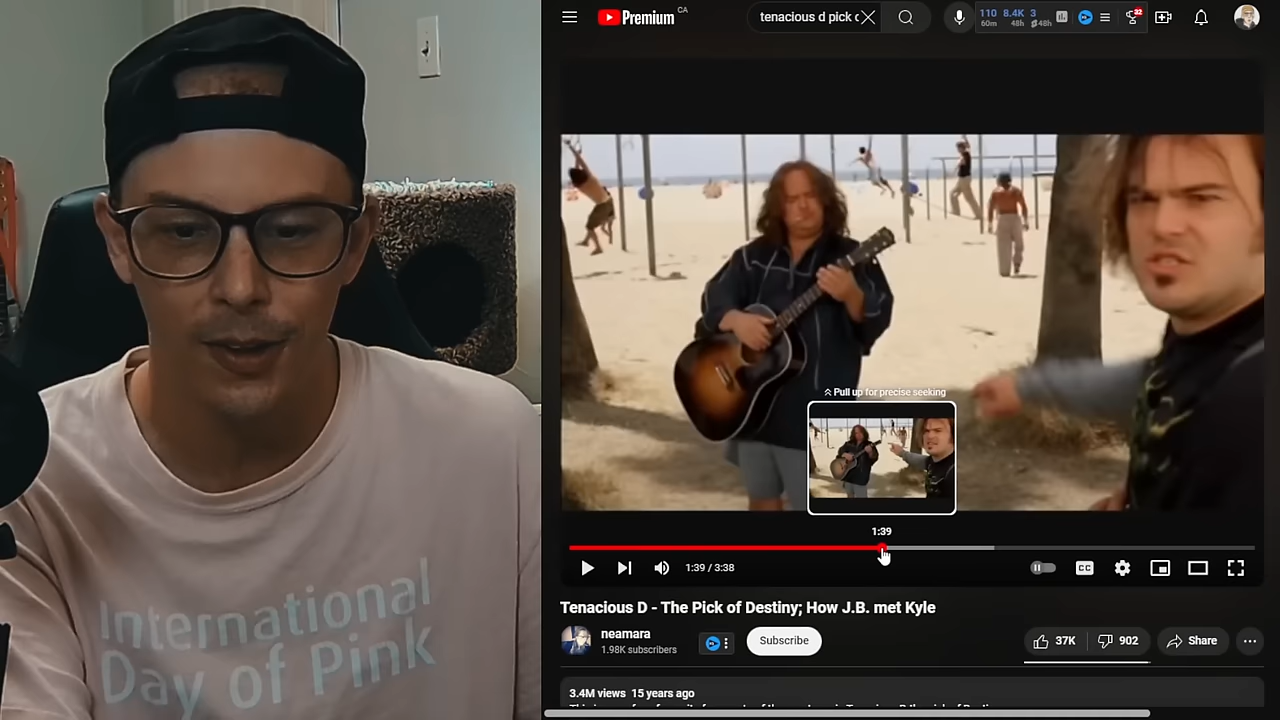 Premium CA
tenacious d pick d
110 8.4K 3
60m 48h 48h
32
International
Day of Pink
Pull up for precise seeking
1:39
1:39 / 3:38
CC
Tenacious D - The Pick of Destiny; How J.B. met Kyle
neamara
1.98K subscribers
Subscribe
37K
902
Share
3.4M views 15 years ago